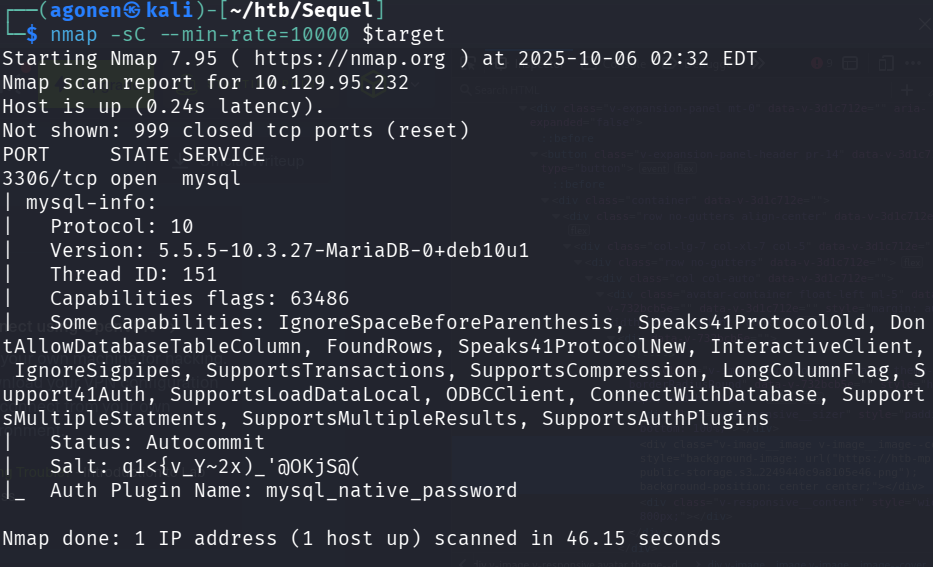 ┌──(agonen㉿kali)-[~/htb/Sequel]
└─$ nmap -sC --min-rate=10000 $target
Starting Nmap 7.95 ( https://nmap.org ) at 2025-10-06 02:32 EDT
Nmap scan report for 10.129.95.232
Host is up (0.24s latency).
Not shown: 999 closed tcp ports (reset)
PORT     STATE SERVICE
3306/tcp open  mysql
| mysql-info:
|   Protocol: 10
|   Version: 5.5.5-10.3.27-MariaDB-0+deb10u1
|   Thread ID: 151
|   Capabilities flags: 63486
|   Some Capabilities: IgnoreSpaceBeforeParenthesis, Speaks41ProtocolOld, Don
tAllowDatabaseTableColumn, FoundRows, Speaks41ProtocolNew, InteractiveClient,
 IgnoreSigpipes, SupportsTransactions, SupportsCompression, LongColumnFlag, S
upport41Auth, SupportsLoadDataLocal, ODBCClient, ConnectWithDatabase, Support
sMultipleStatments, SupportsMultipleResults, SupportsAuthPlugins
|   Status: Autocommit
|   Salt: q1<{v_Y~2x)_'@OKjS@(
|_  Auth Plugin Name: mysql_native_password
Nmap done: 1 IP address (1 host up) scanned in 46.15 seconds